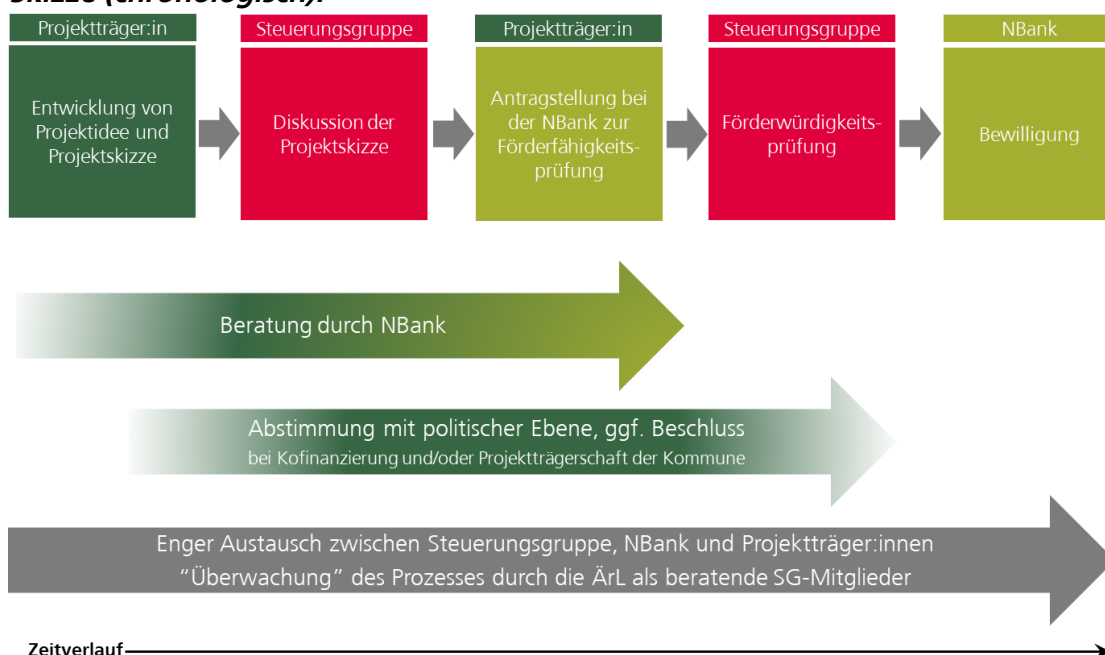 Skizze (chronologisch):
Projektträger:in
Entwicklung von
Projektidee und
Projektskizze
Steuerungsgruppe
Diskussion der
Projektskizze
Projektträger:in
Antragstellung bei
der NBank zur
Förderfähigkeits-
prüfung
Steuerungsgruppe
Förderwürdigkeits-
prüfung
NBank
Bewilligung
Beratung durch NBank
Abstimmung mit politischer Ebene, ggf. Beschluss
bei Kofinanzierung und/oder Projektträgerschaft der Kommune
Enger Austausch zwischen Steuerungsgruppe, NBank und Projektträger:innen
“Überwachung” des Prozesses durch die ÄrL als beratende SG-Mitglieder
Zeitverlauf